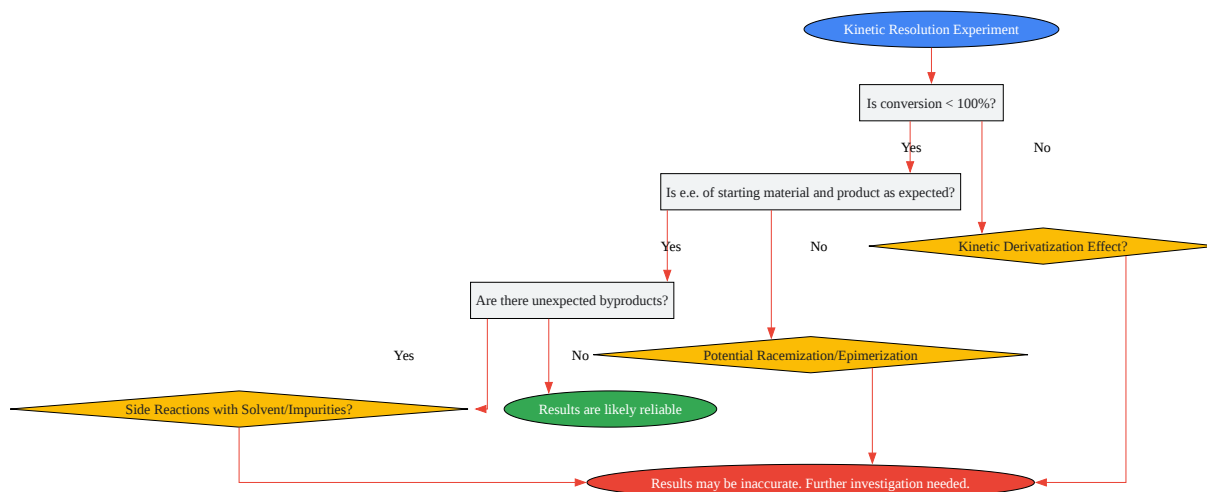 Kinetic Resolution Experiment
Is conversion < 100%?
Yes
No
Is e.e. of starting material and product as expected?
Yes
No
Kinetic Derivatization Effect?
Are there unexpected byproducts?
Yes
No
Potential Racemization/Epimerization
Side Reactions with Solvent/Impurities?
Results are likely reliable
Results may be inaccurate. Further investigation needed.